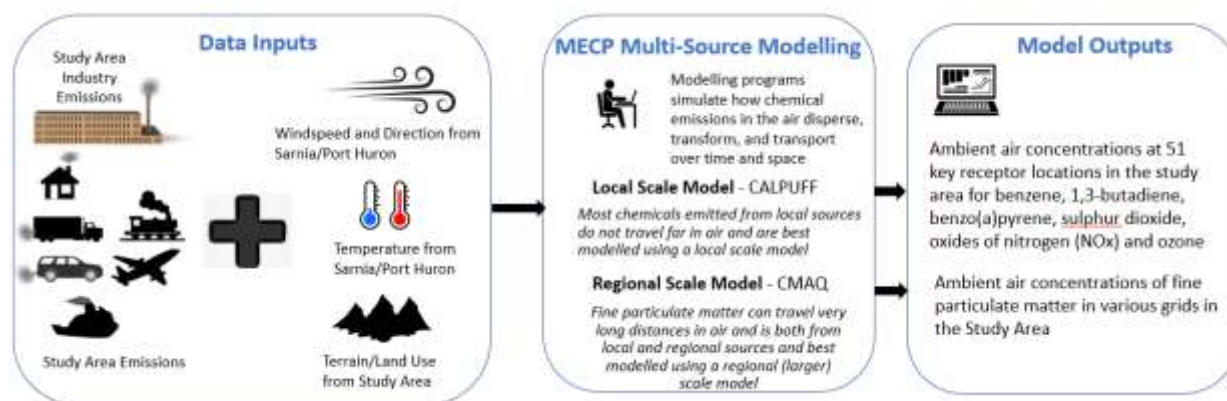 Data Inputs
Study Area
Industry
Emissions
Windspeed and Direction from
Sarnia/Port Huron
Temperature from
Sarnia/Port Huron
Study Area Emissions
Terrain/Land Use
from Study Area
MECP Multi-Source Modelling
Modelling programs
simulate how chemical
emissions in the air disperse,
transform, and transport
over time and space
Local Scale Model - CALPUFF
Most chemicals emitted from local sources
do not travel far in air and are best
modelled using a local scale model
Regional Scale Model - CMAQ
Fine particulate matter can travel very
long distances in air and is both from
local and regional sources and best
modelled using a regional (larger)
scale model
Model Outputs
Ambient air concentrations at 51
key receptor locations in the study
area for benzene, 1,3-butadiene,
benzo(a)pyrene, sulphur dioxide,
oxides of nitrogen (NOx) and ozone
Ambient air concentrations of fine
particulate matter in various grids in
the Study Area